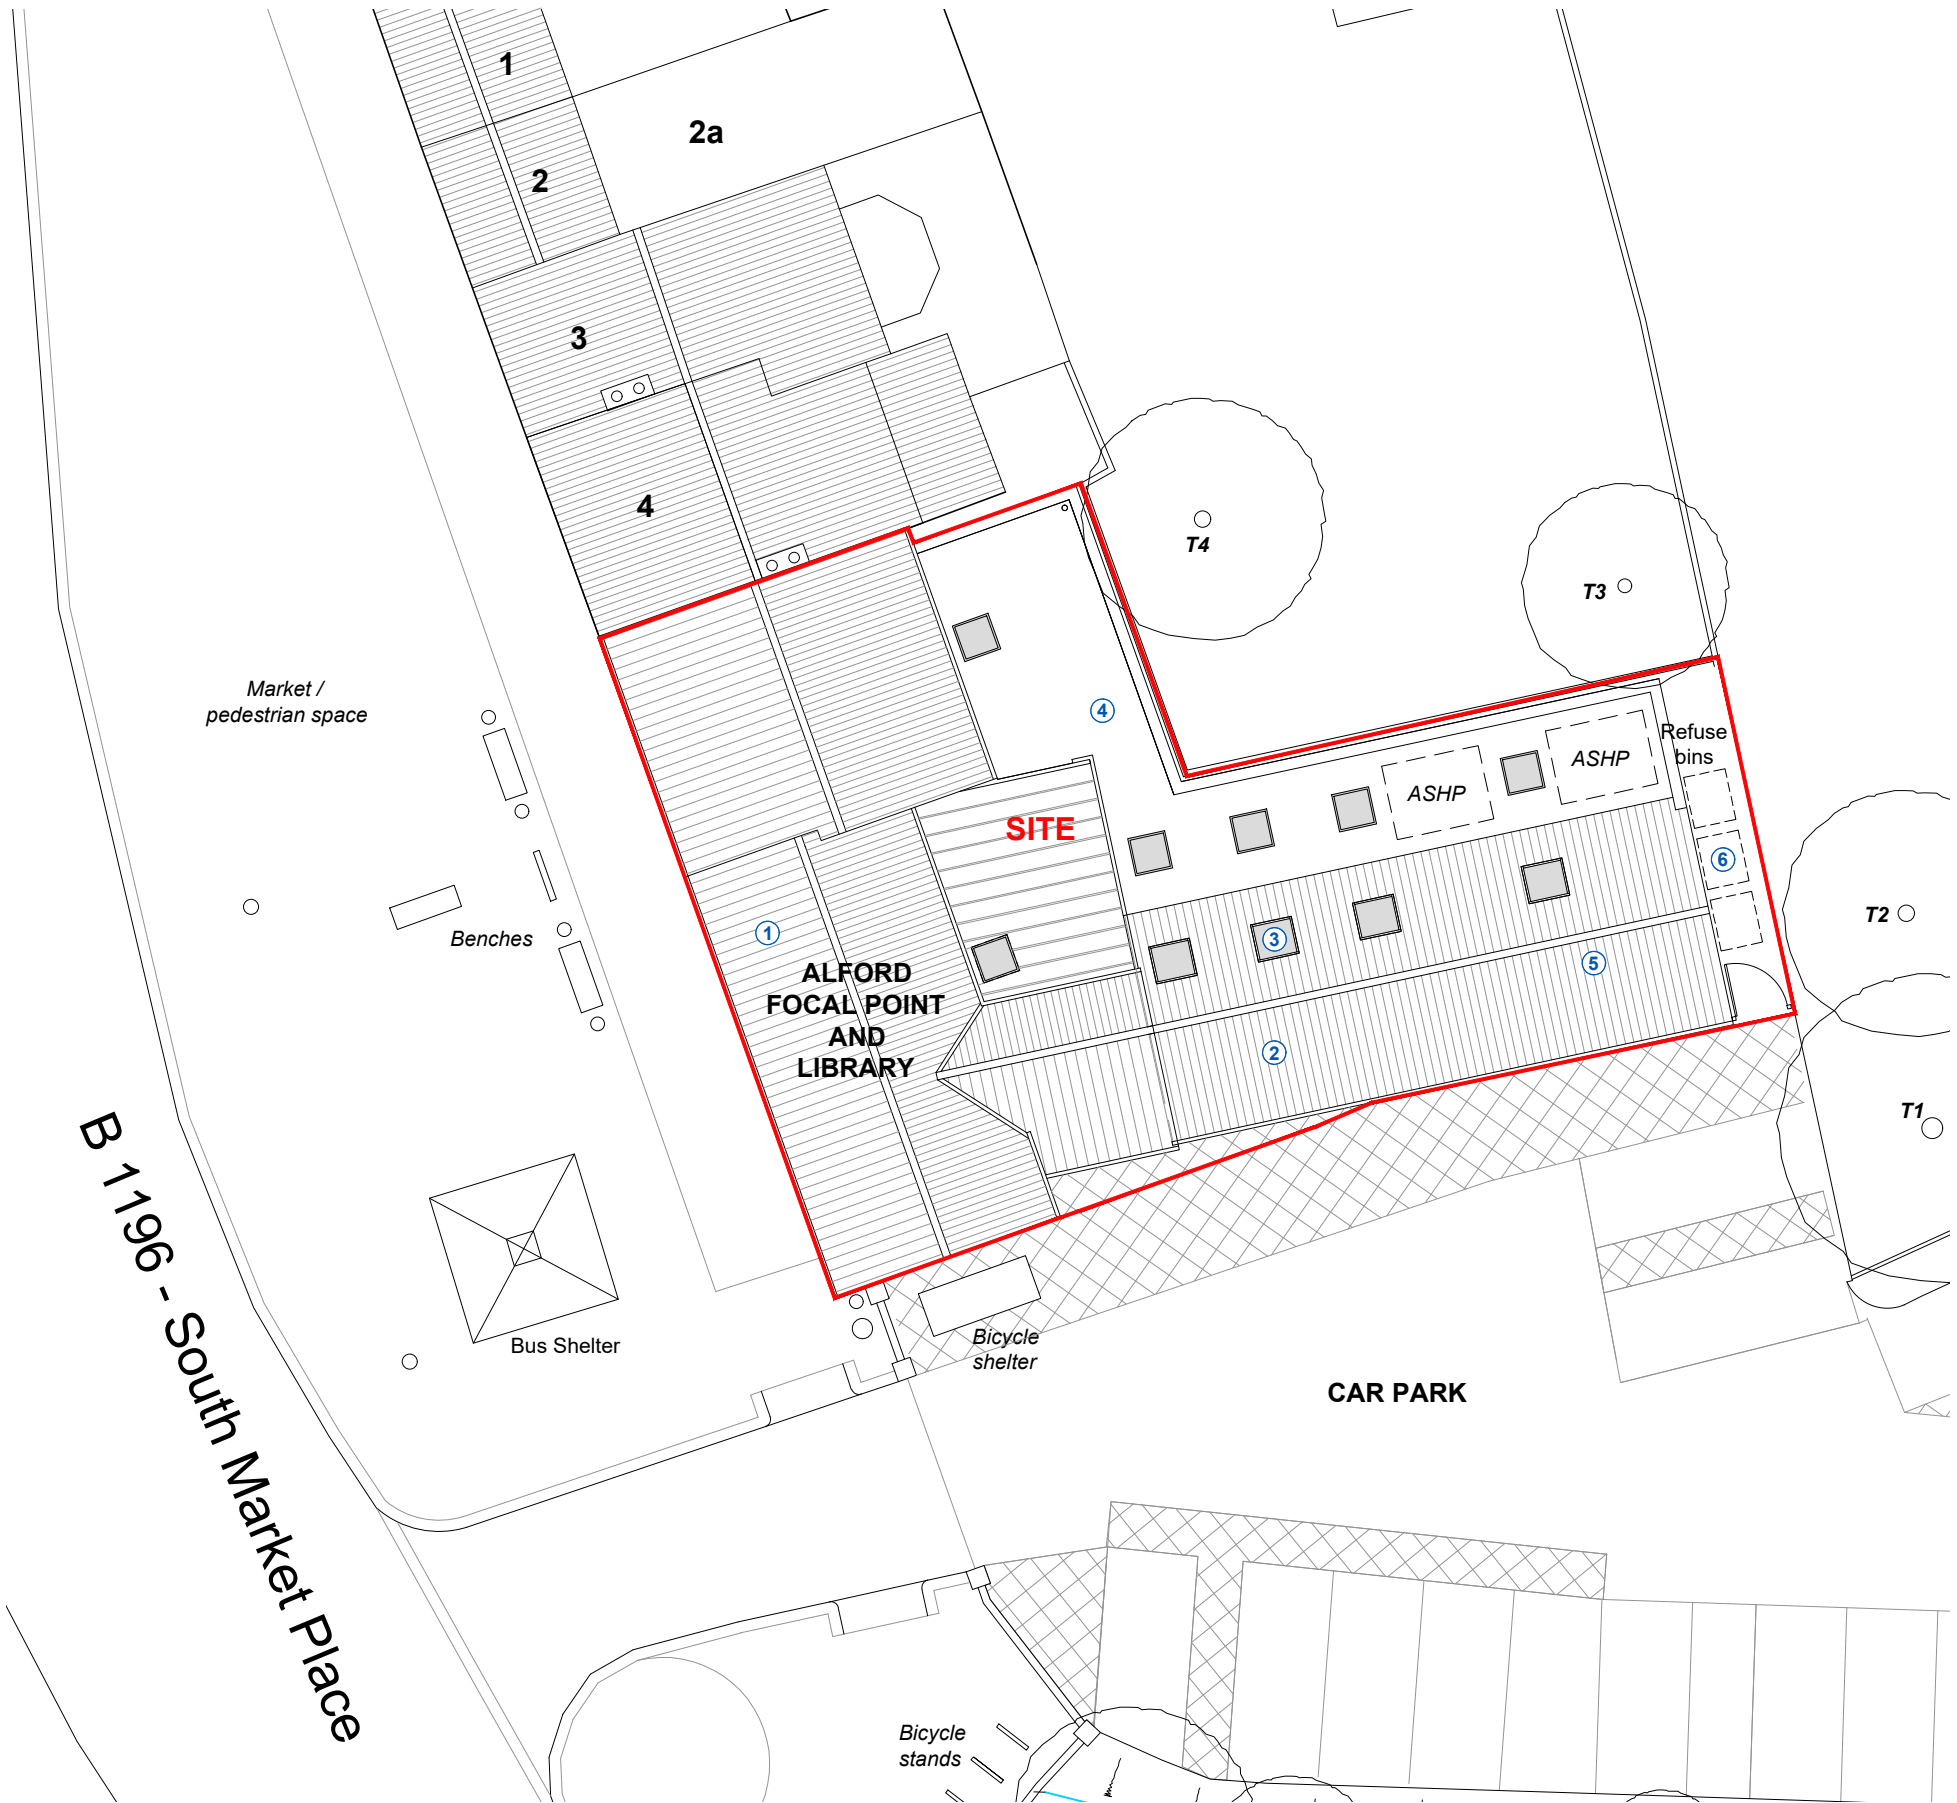 1
2a
2
3
4
T4
T3
Market /
pedestrian space
4
Refuse
bins
ASHP
ASHP
SITE
6
T2
1
Benches
3
5
ALFORD
FOCAL POINT
AND
LIBRARY
2
T1
B 1196 - South Market Place
Bus Shelter
Bicycle
shelter
CAR PARK
Bicycle
stands